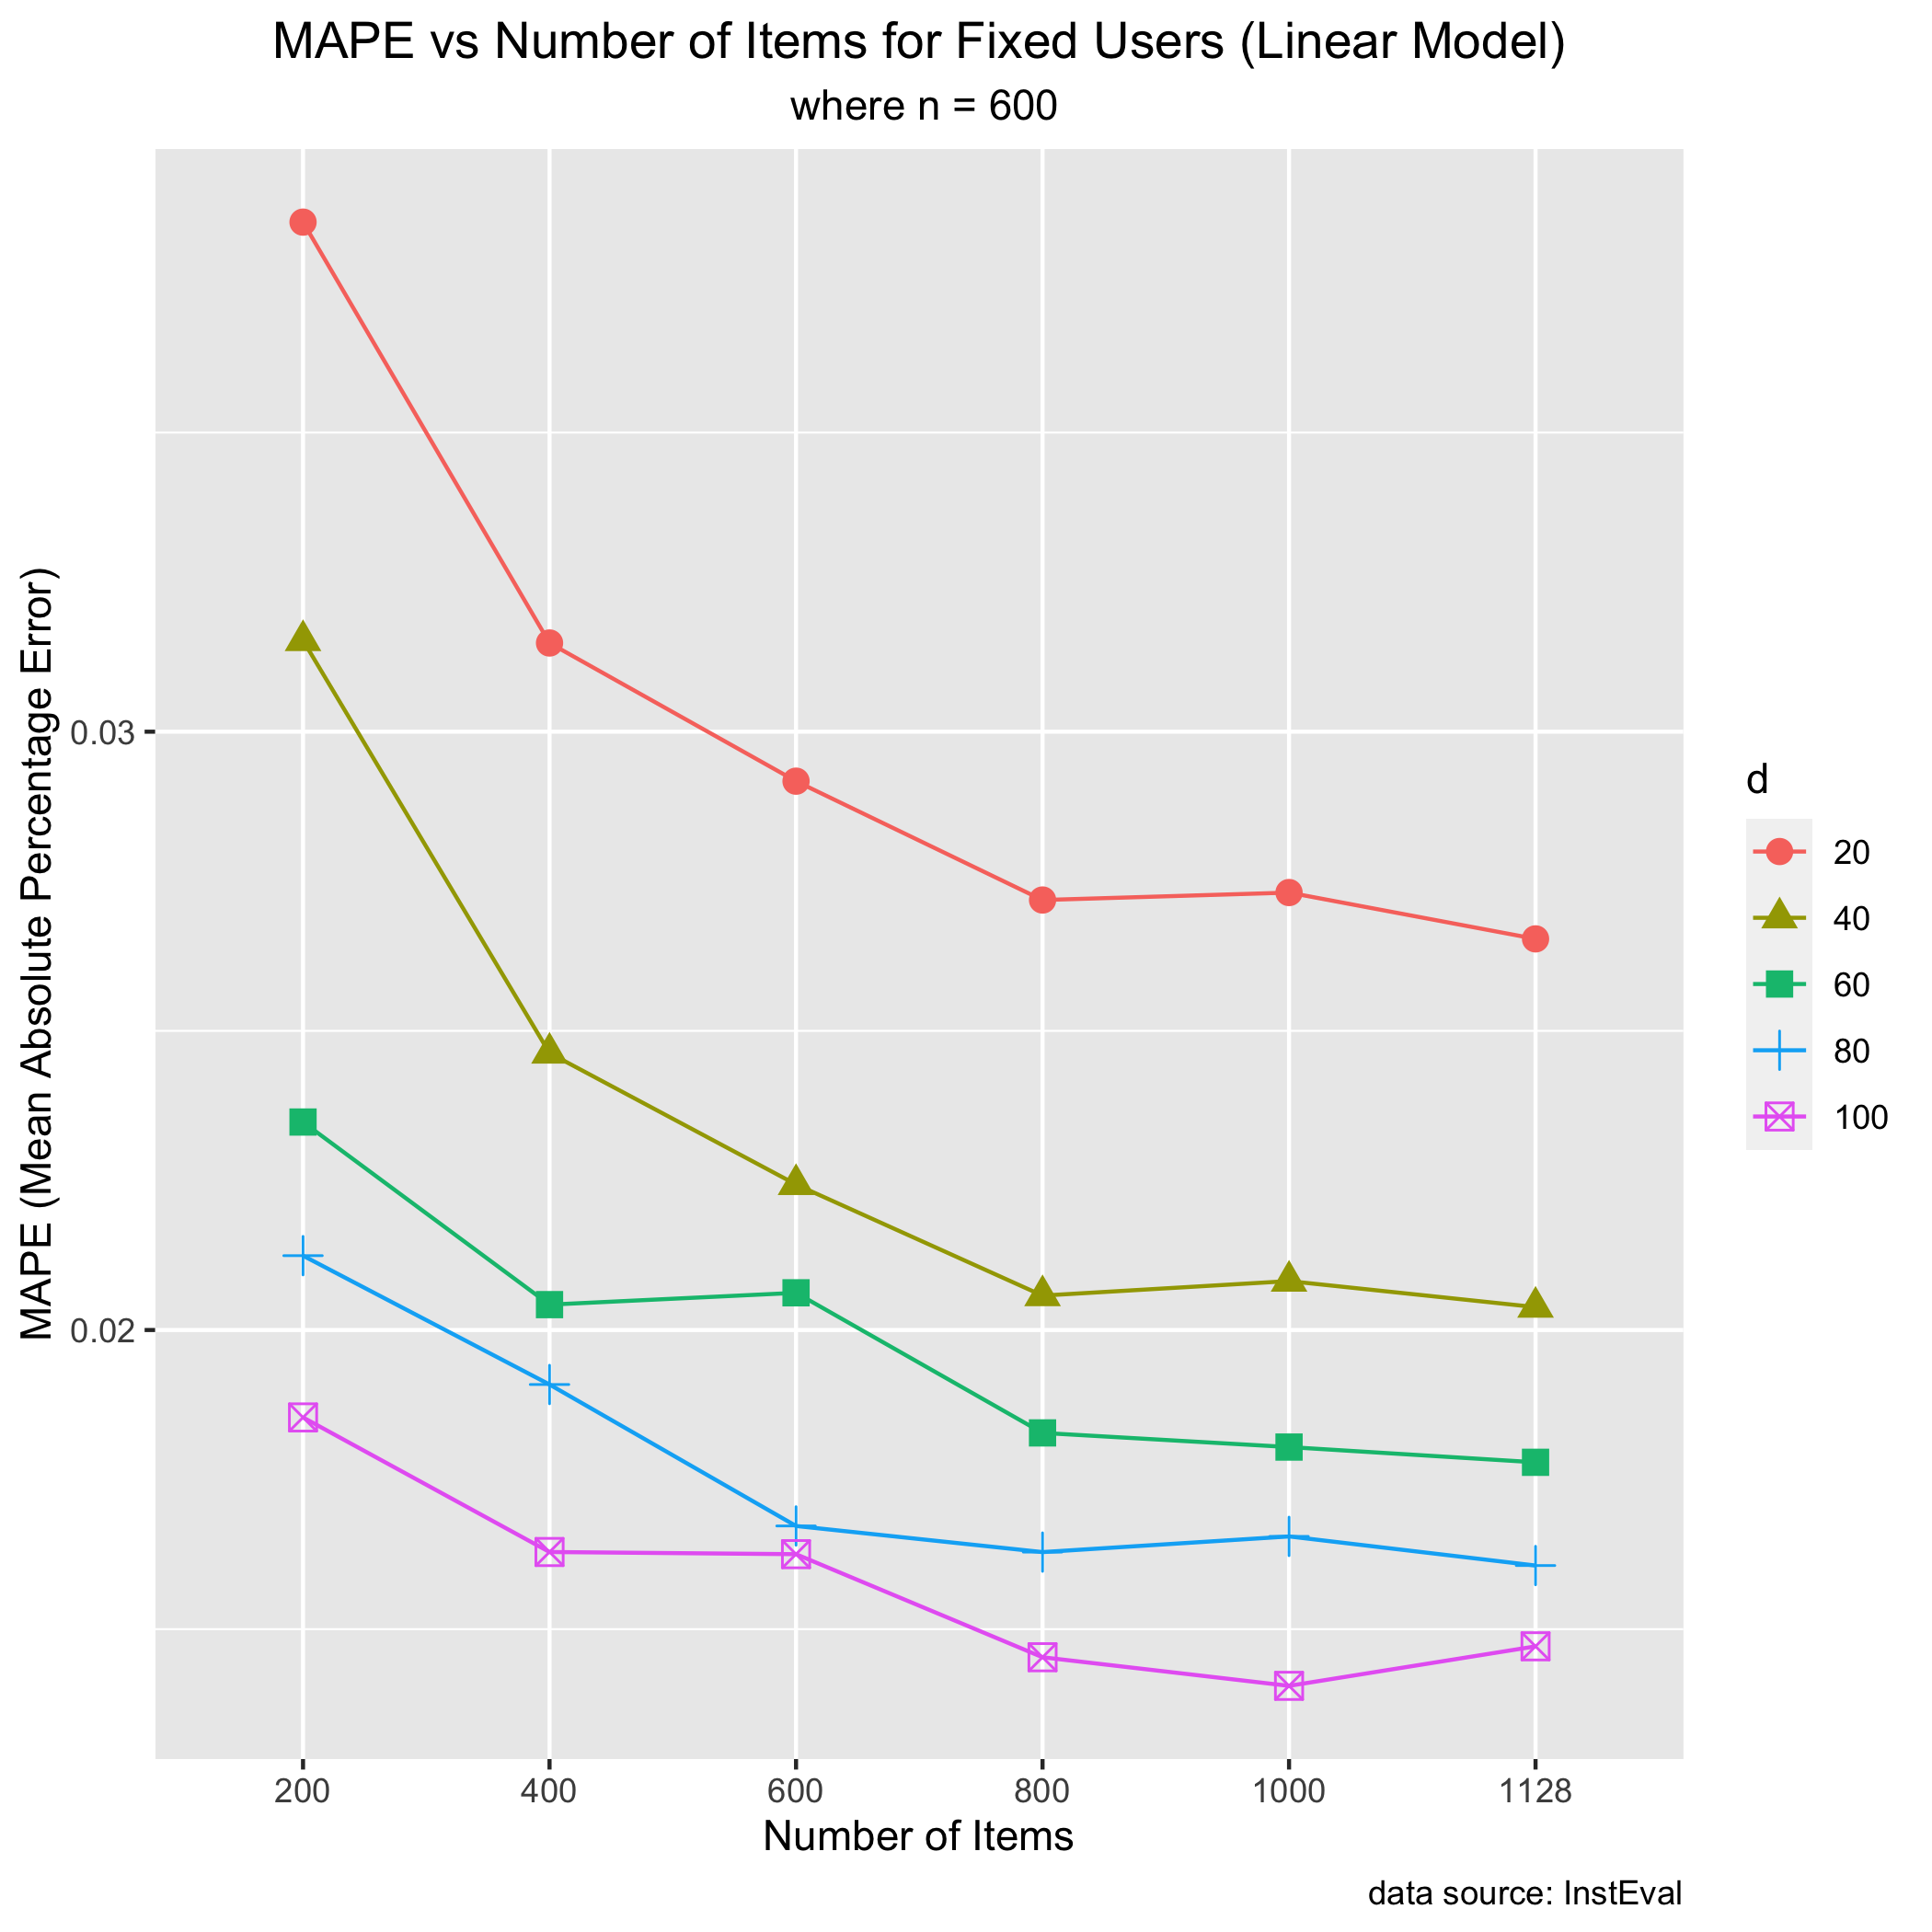 MAPE vs Number of Items for Fixed Users (Linear Model)
where n = 600
MAPE (Mean Absolute Percentage Error)
0.03
0.02
200 400 600 800 1000 1128
Number of Items
d
20
40
60
80
100
data source: InstEval